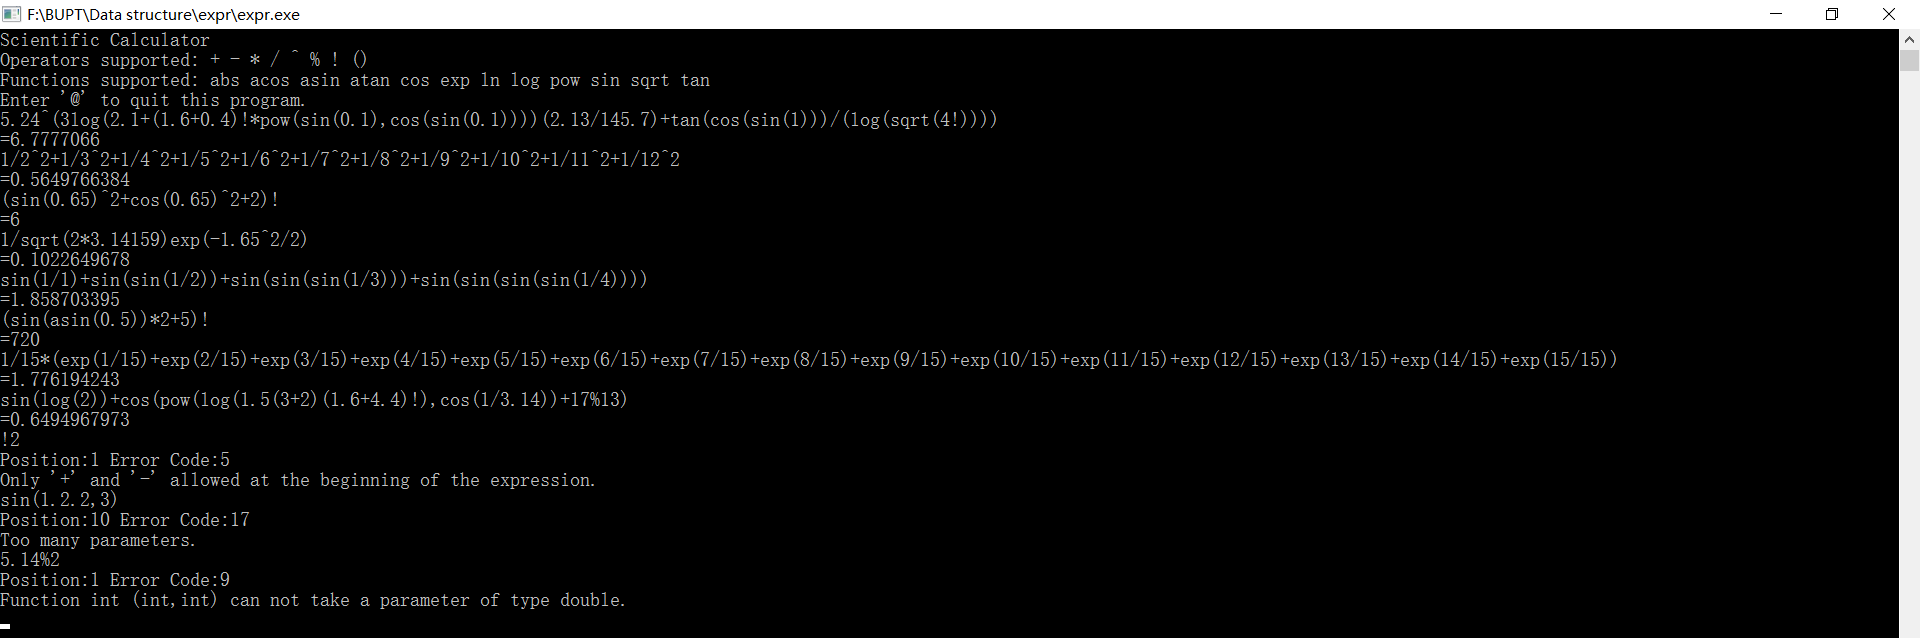 F:\BUPT\Data structure\expr\expr.exe
Scientific Calculator
Operators supported: + - * / ^ % ! ()
Functions supported: abs acos asin atan cos exp ln log pow sin sqrt tan
Enter '@' to quit this program.
5.24^(3log(2.1+(1.6+0.4)!*pow(sin(0.1),cos(sin(0.1))))(2.13/145.7)+tan(cos(sin(1)))/(log(sqrt(4!))))
=6.7777066
1/2^2+1/3^2+1/4^2+1/5^2+1/6^2+1/7^2+1/8^2+1/9^2+1/10^2+1/11^2+1/12^2
=0.5649766384
(sin(0.65)^2+cos(0.65)^2+2)!
=6
1/sqrt(2*3.14159)exp(-1.65^2/2)
=0.1022649678
sin(1/1)+sin(sin(1/2))+sin(sin(sin(1/3)))+sin(sin(sin(sin(1/4))))
=1.858703395
(sin(asin(0.5))*2+5)!
=720
1/15*(exp(1/15)+exp(2/15)+exp(3/15)+exp(4/15)+exp(5/15)+exp(6/15)+exp(7/15)+exp(8/15)+exp(9/15)+exp(10/15)+exp(11/15)+exp(12/15)+exp(13/15)+exp(14/15)+exp(15/15))
=1.776194243
sin(log(2))+cos(pow(log(1.5(3+2)(1.6+4.4)!),cos(1/3.14))+17%13)
=0.6494967973
!2
Position:1 Error Code:5
Only '+' and '-' allowed at the beginning of the expression.
sin(1.2.2,3)
Position:10 Error Code:17
Too many parameters.
5.14%2
Position:1 Error Code:9
Function int (int,int) can not take a parameter of type double.